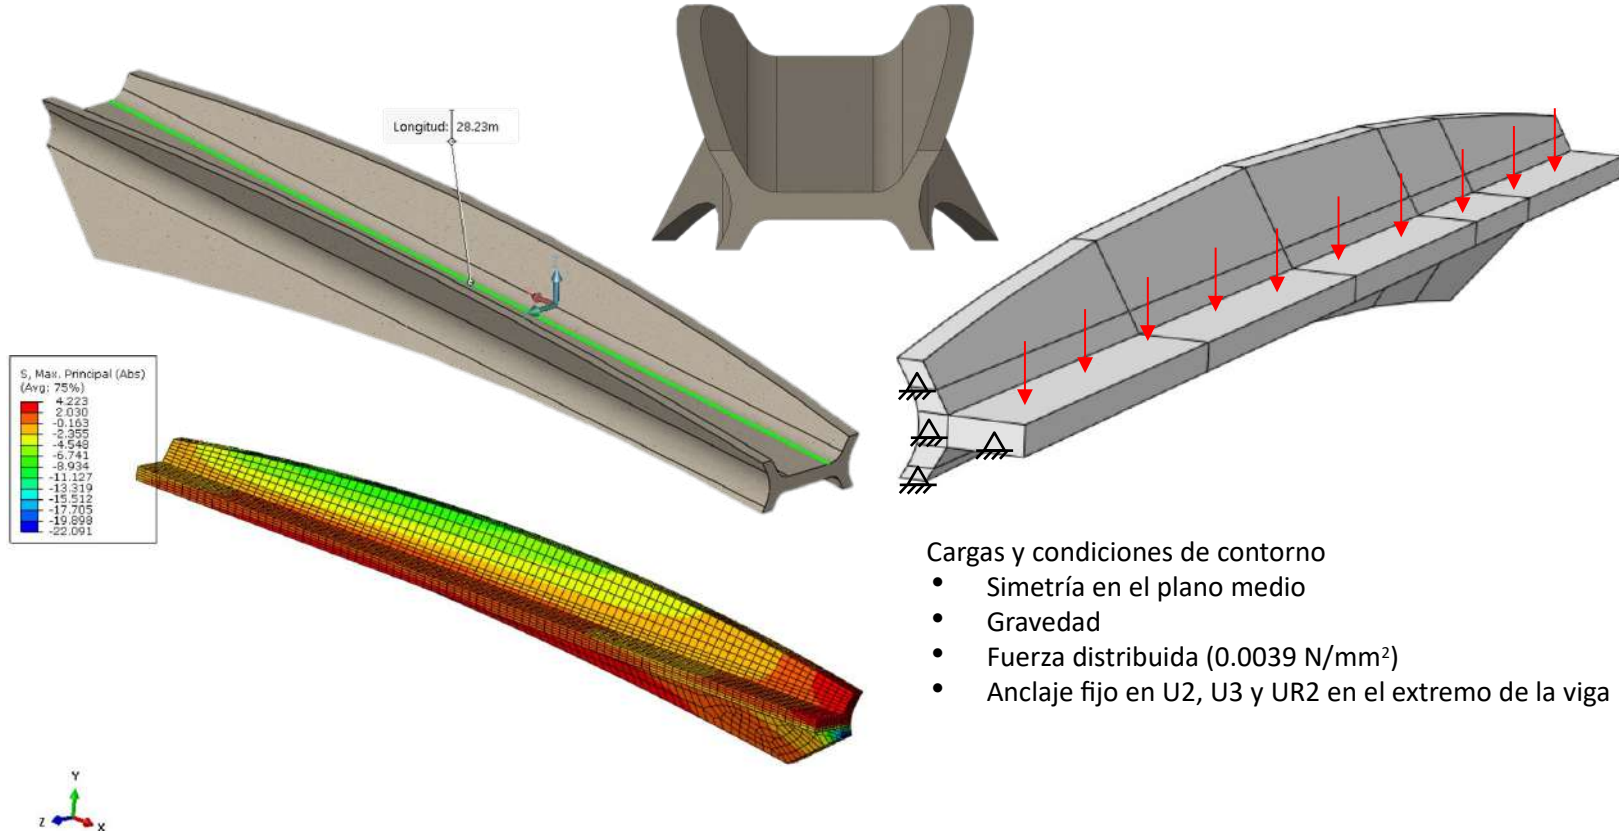 Longitud: 28.23m
S, Max. Principal (Abs)
(Avg: 75%)
4.223
2.030
-0.163
-2.355
-4.548
-6.741
-8.934
-11.127
-13.319
-15.512
-17.705
-19.898
-22.091
Cargas y condiciones de contorno
• Simetría en el plano medio
• Gravedad
• Fuerza distribuida (0.0039 N/mm²)
• Anclaje fijo en U2, U3 y UR2 en el extremo de la viga
Y
Z
X